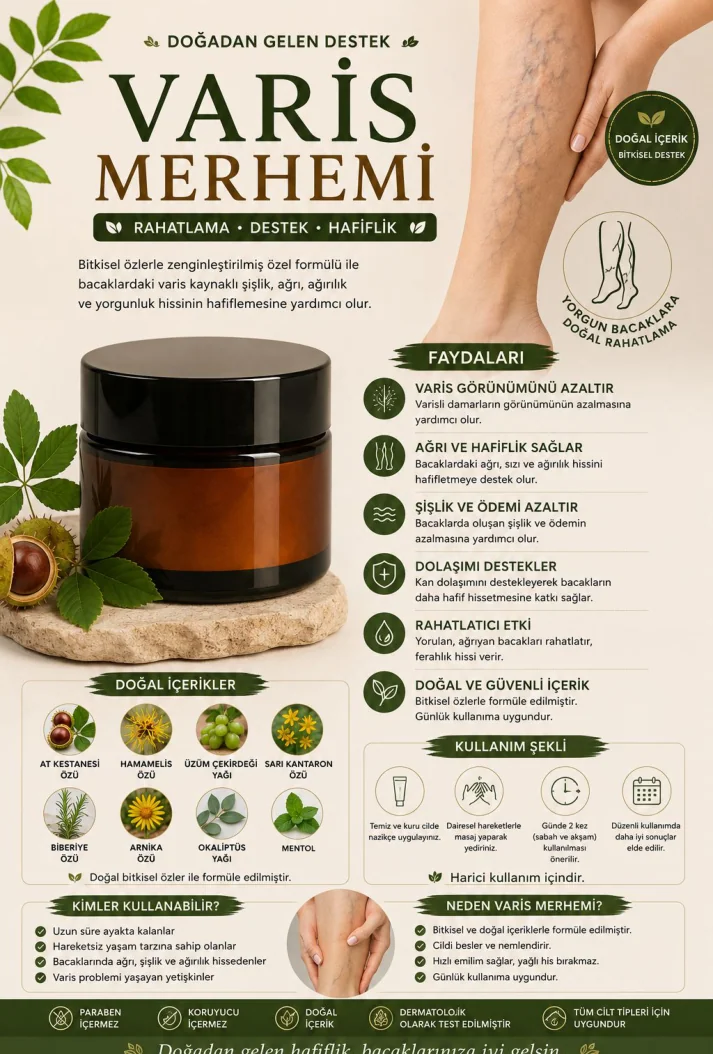 DOĞADAN GELEN DESTEK
VARİS
MERHEMİ
RAHATLAMA • DESTEK • HAFİFLİK
Bitkisel özlerle zenginleştirilmiş özel formülü ile
bacaklardaki varis kaynaklı şişlik, ağrı, ağırılık
ve yorgunluk hissinin hafiflemesine yardımcı olur.
DOĞAL İÇERİK
BİTKİSEL DESTEK
YORGUN BACAKLARA
DOĞAL RAHATLAMA
FAYDALARI
VARİS GÖRÜNÜMÜNÜ AZALTIR
Varisli damarların görünümünün azalmasına
yardımcı olur.
AĞRI VE HAFİFLİK SAĞLAR
Bacaklardaki ağrı, sızı ve ağırılık hissini
hafifletmeye destek olur.
ŞİŞLİK VE ÖDEMİ AZALTIR
Bacaklarda oluşan şişlik ve ödemin
azalmasına yardımcı olur.
DOLAŞIMI DESTEKLER
Kan dolaşımını destekleyerek bacakların
daha hafif hissetmesine katkı sağlar.
RAHATLATICI ETKİ
Yorulan, ağrıyan bacakları rahatlatır,
ferahlık hissi verir.
DOĞAL VE GÜVENLİ İÇERİK
Bitkisel özlerle formüle edilmiştir.
Günlük kullanıma uygundur.
DOĞAL İÇERİKLER
AT KESTANESİ
ÖZÜ
HAMAMELİS
ÖZÜ
ÜZÜM ÇEKİRDEĞİ
YAĞI
SARI KANTARON
ÖZÜ
BİBERİYE
ÖZÜ
ARNİKA
ÖZÜ
OKALİPTÜS
YAĞI
MENTOL
Doğal bitkisel özler ile formüle edilmiştir.
KULLANIM ŞEKLİ
Temiz ve kuru cilde
nazikçe uygulayınız.
Dairesel hareketlerle
masaj yaparak
yediriniz.
Günde 2 kez
(sabah ve akşam)
kullanılması
önerilir.
Düzenli kullanımda
daha iyi sonuçlar
elde edilir.
Harici kullanım içindir.
KİMLER KULLANABİLİR?
Uzun süre ayakta kalanlar
Hareketsiz yaşam tarzına sahip olanlar
Bacaklarında ağrı, şişlik ve ağırılık hissedenler
Varis problemi yaşayan yetişkinler
NEDEN VARİS MERHEMİ?
Bitkisel ve doğal içeriklerle formüle edilmiştir.
Cildi besler ve nemlendirir.
Hızlı emilim sağlar, yağlı his bırakmaz.
Günlük kullanıma uygundur.
PARABEN
İÇERMEZ
KORUYUCU
İÇERMEZ
DOĞAL
İÇERİK
DERMATOLOJİK
OLARAK TEST EDİLMİŞTİR
TÜM CİLT TİPLERİ İÇİN
UYGUNDUR
Doğadan gelen hafiflik, bacaklarınıza iyi gelsin